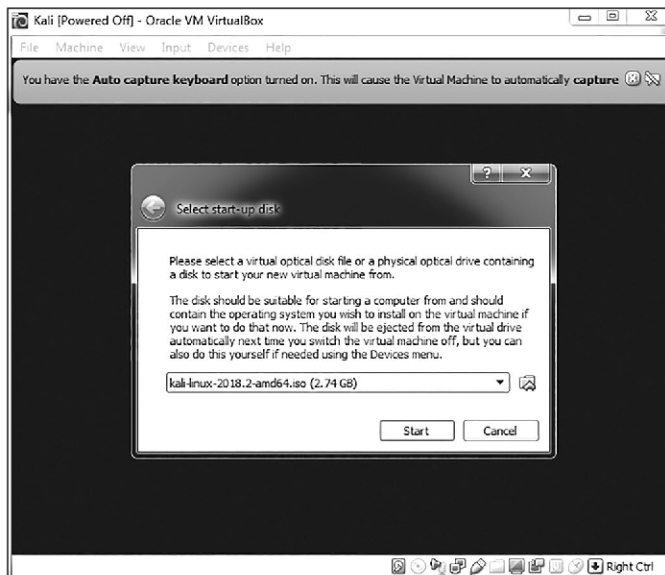 Kali [Powered Off] - Oracle VM VirtualBox
File Machine View Input Devices Help
You have the Auto capture keyboard option turned on. This will cause the Virtual Machine to automatically capture
?
Select start-up disk
Please select a virtual optical disk file or a physical optical drive containing
a disk to start your new virtual machine from.
The disk should be suitable for starting a computer from and should
contain the operating system you wish to install on the virtual machine if
you want to do that now. The disk will be ejected from the virtual drive
automatically next time you switch the virtual machine off, but you can
also do this yourself if needed using the Devices menu.
kali-linux-2018.2-amd64.iso (2.74 GB)
Start Cancel
Right Ctrl